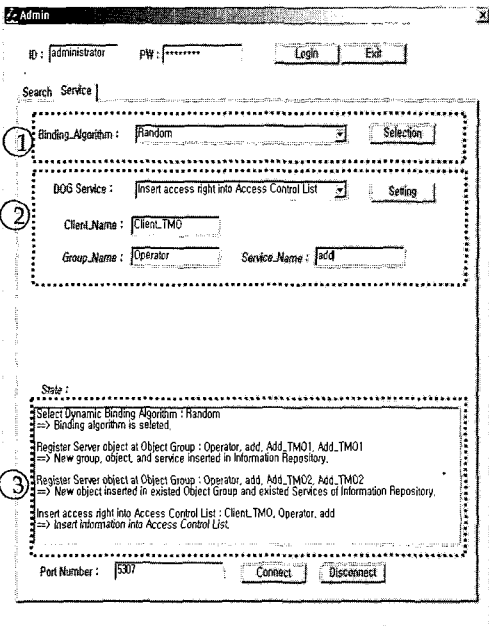 Admin
ID : administrator PW : ******** Login Exit
Search Service
① Binding_Algorithm : Random Selection
② DOG Service : Insert access right into Access Control List Setting
Client_Name : Client_TMO
Group_Name : Operator Service_Name : add
State :
③ Select Dynamic Binding Algorithm : Random
=> Binding algorithm is seleted.
Register Server object at Object Group : Operator, add, Add_TMO1, Add_TMO1
=> New group, object, and service inserted in Information Repository.
Register Server object at Object Group : Operator, add, Add_TMO2, Add_TMO2
=> New object inserted in existed Object Group and existed Services of Information Repository.
Insert access right into Access Control List : Client_TMO, Operator, add
=> Insert information into Access Control List.
Port Number : 5307 Connect Disconnect